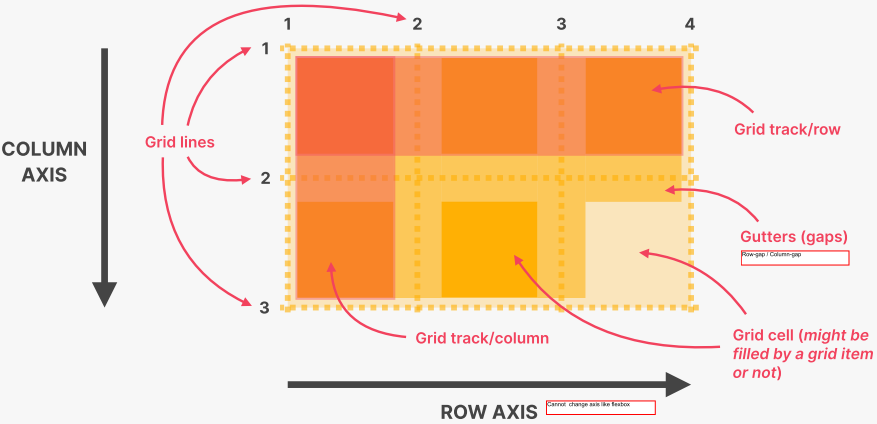 1 2 3 4
1
Grid track/row
Grid lines
COLUMN
AXIS
2
Gutters (gaps)
Row-gap / Column-gap
3
Grid track/column
Grid cell (might be
filled by a grid item
or not)
ROW AXIS
Cannot change axis like flexbox